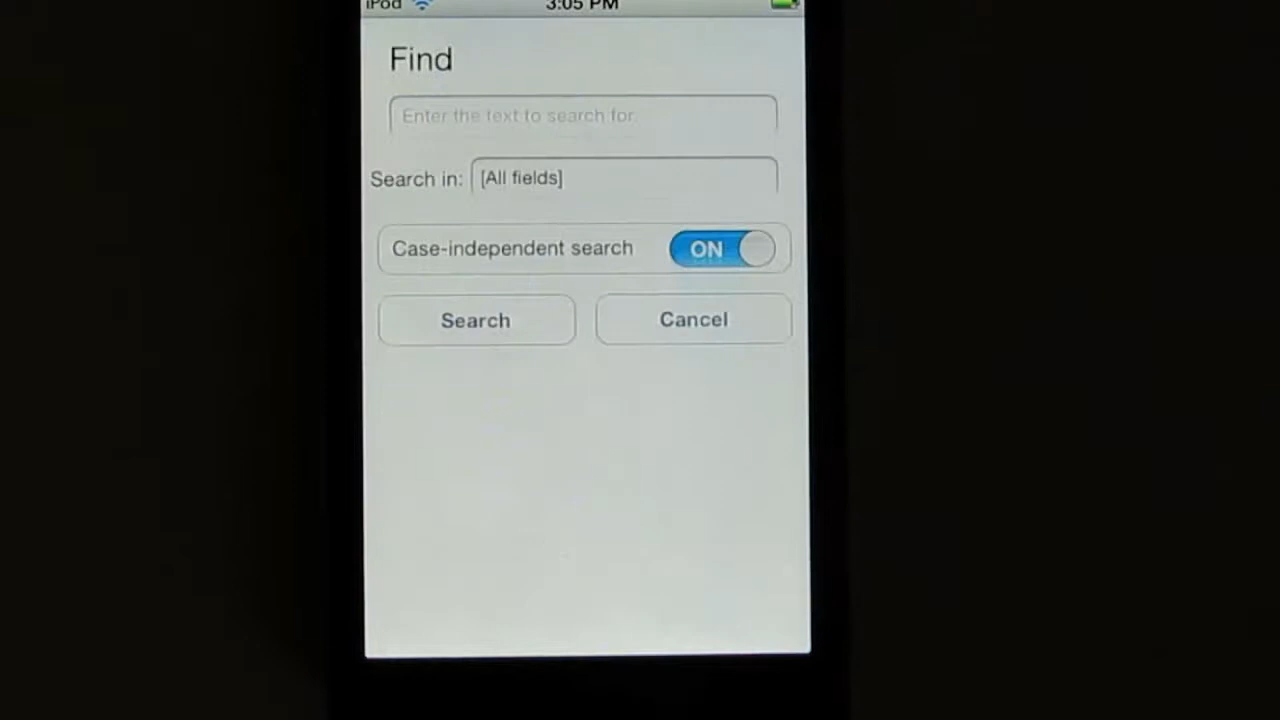 iPod 3:05 PM
Find
Enter the text to search for
Search in: [All fields]
Case-independent search ON
Search Cancel